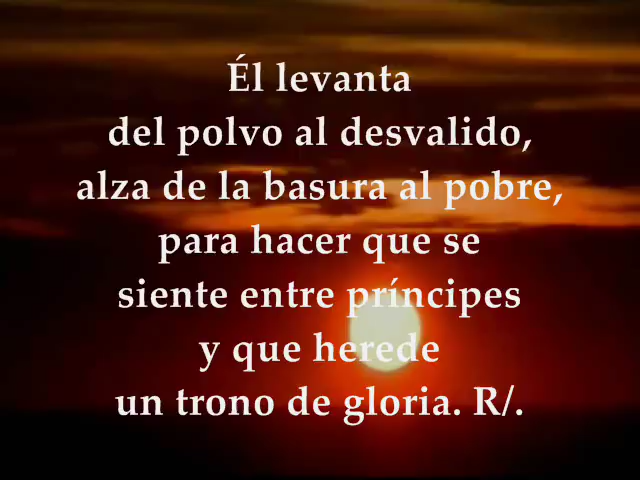 Él levanta
del polvo al desvalido,
alza de la basura al pobre,
para hacer que se
siente entre príncipes
y que herede
un trono de gloria. R/.